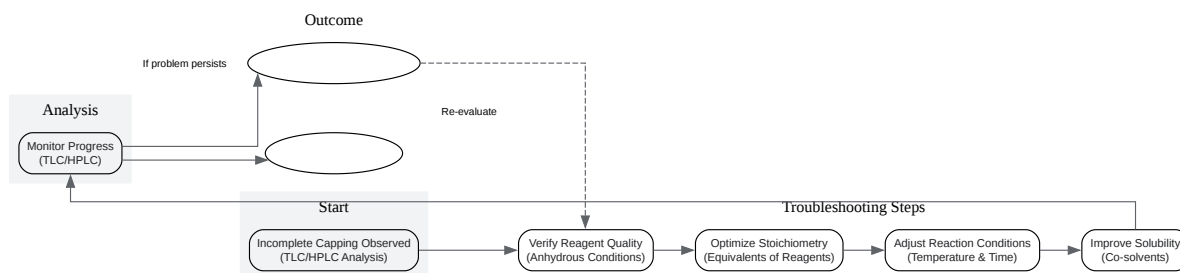 Outcome
If problem persists
Analysis
Re-evaluate
Monitor Progress
(TLC/HPLC)
Start
Troubleshooting Steps
Incomplete Capping Observed
(TLC/HPLC Analysis)
Verify Reagent Quality
(Anhydrous Conditions)
Optimize Stoichiometry
(Equivalents of Reagents)
Adjust Reaction Conditions
(Temperature & Time)
Improve Solubility
(Co-solvents)